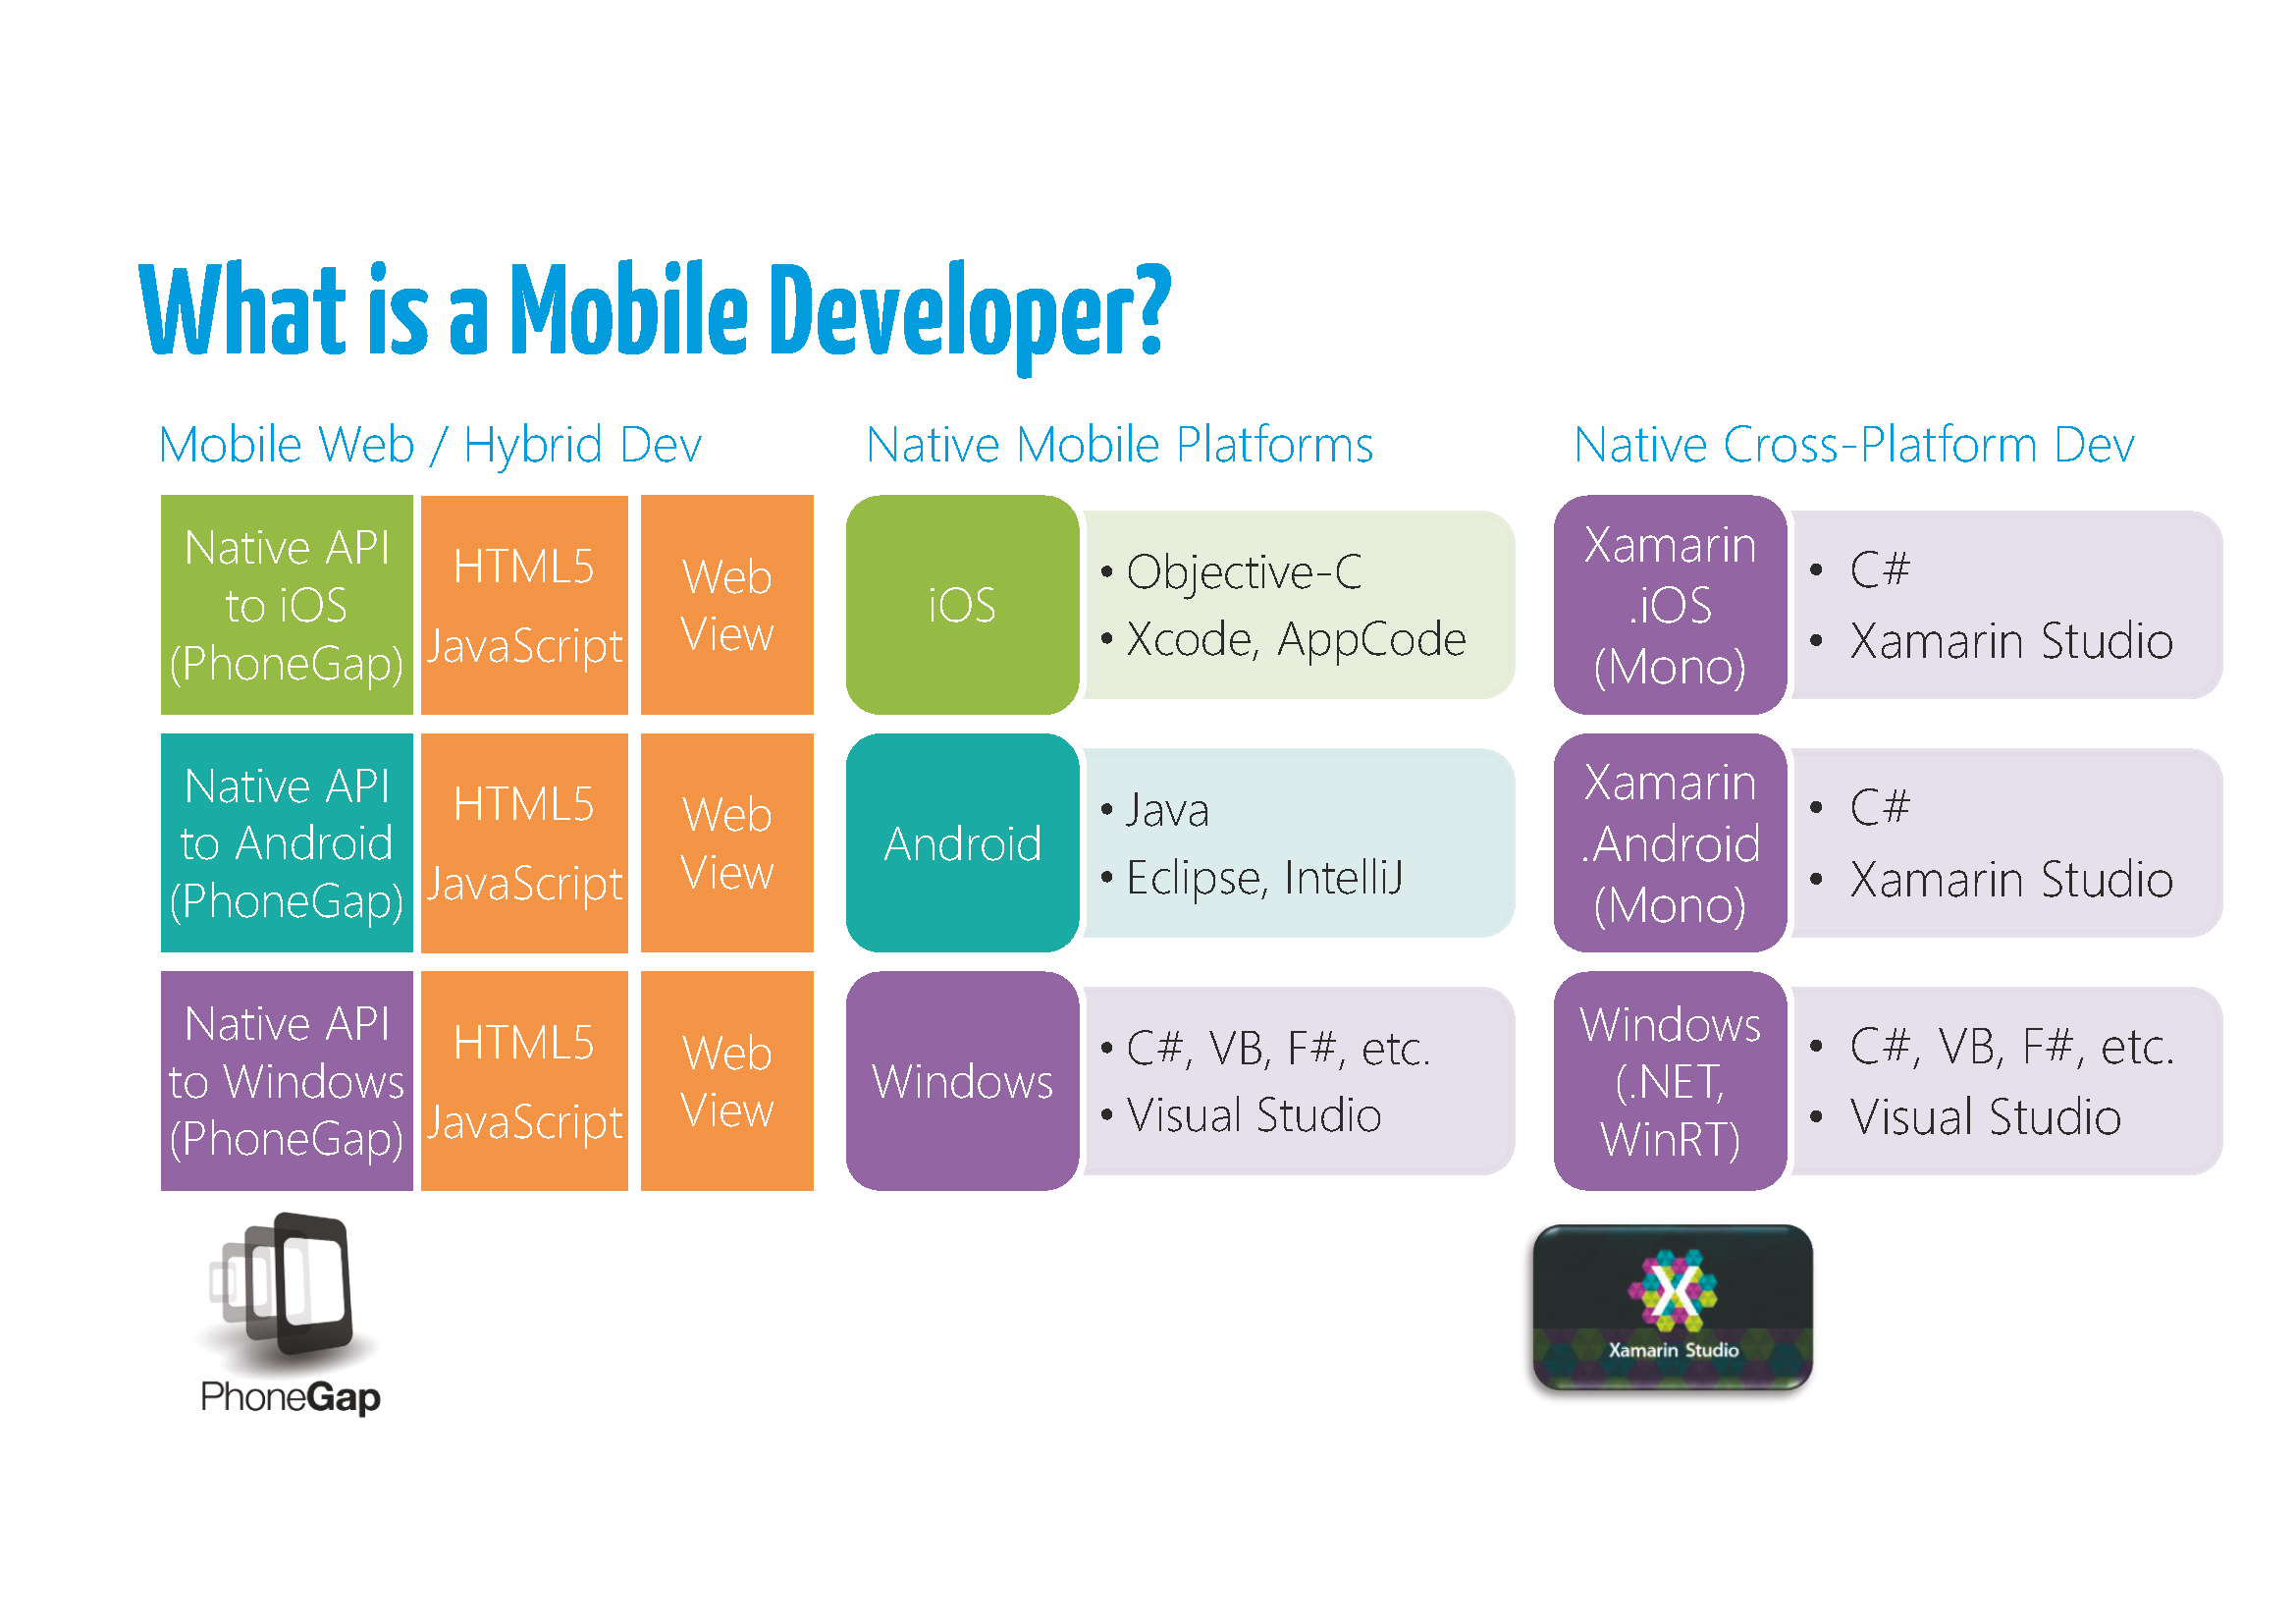 What is a Mobile Developer?
Mobile Web / Hybrid Dev
Native API
to iOS
(PhoneGap)
HTML5
JavaScript
Web
View
Native API
to Android
(PhoneGap)
HTML5
JavaScript
Web
View
Native API
to Windows
(PhoneGap)
HTML5
JavaScript
Web
View
PhoneGap
Native Mobile Platforms
iOS
• Objective-C
• Xcode, AppCode
Android
• Java
• Eclipse, IntelliJ
Windows
• C#, VB, F#, etc.
• Visual Studio
Native Cross-Platform Dev
Xamarin
.iOS
(Mono)
• C#
• Xamarin Studio
Xamarin
.Android
(Mono)
• C#
• Xamarin Studio
Windows
(.NET,
WinRT)
• C#, VB, F#, etc.
• Visual Studio
X
Xamarin Studio